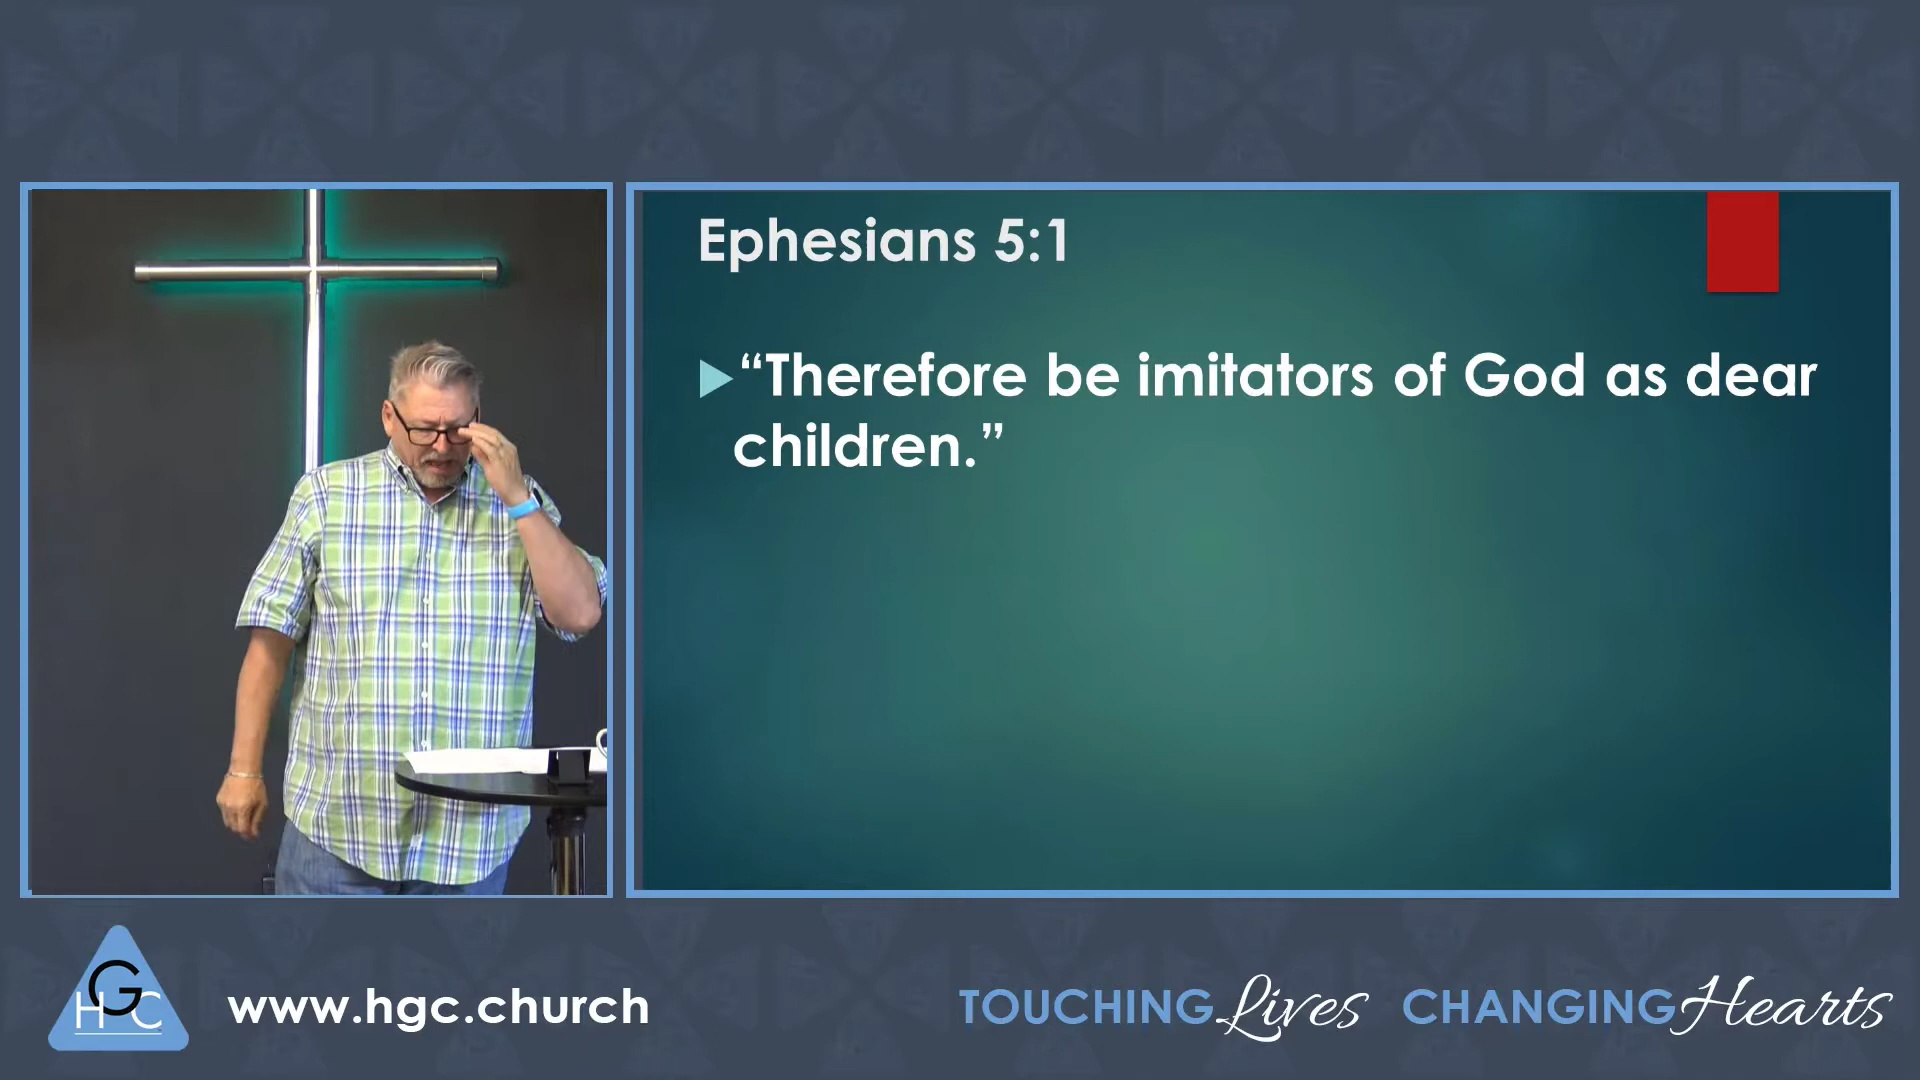 Ephesians 5:1
“Therefore be imitators of God as dear
children.”
HGC
www.hgc.church
TOUCHING Lives CHANGING Hearts